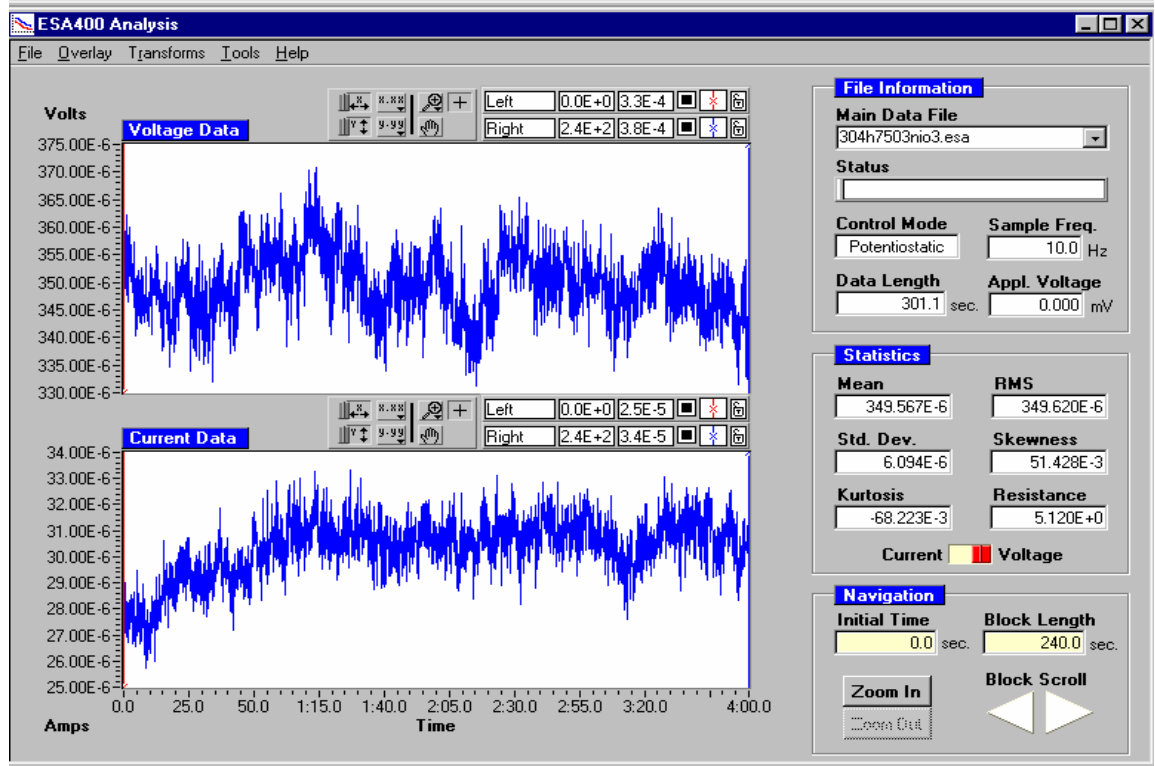 ESA400 Analysis
File Overlay Transforms Tools Help
Volts
Voltage Data
X.XX
Y.YY
Left 0.0E+0 3.3E-4
Right 2.4E+2 3.8E-4
375.00E-6
370.00E-6
365.00E-6
360.00E-6
355.00E-6
350.00E-6
345.00E-6
340.00E-6
335.00E-6
330.00E-6
Current Data
X.XX
Y.YY
Left 0.0E+0 2.5E-5
Right 2.4E+2 3.4E-5
34.00E-6
33.00E-6
32.00E-6
31.00E-6
30.00E-6
29.00E-6
28.00E-6
27.00E-6
26.00E-6
25.00E-6
0.0 25.0 50.0 1:15.0 1:40.0 2:05.0 2:30.0 2:55.0 3:20.0 4:00.0
Amps
Time
File Information
Main Data File
304h7503nio3.esa
Status
Control Mode Sample Freq.
Potentiostatic 10.0 Hz
Data Length Appl. Voltage
301.1 sec. 0.000 mV
Statistics
Mean RMS
349.567E-6 349.620E-6
Std. Dev. Skewness
6.094E-6 51.428E-3
Kurtosis Resistance
-68.223E-3 5.120E+0
Current Voltage
Navigation
Initial Time Block Length
0.0 sec. 240.0 sec.
Zoom In Block Scroll
Zoom Out